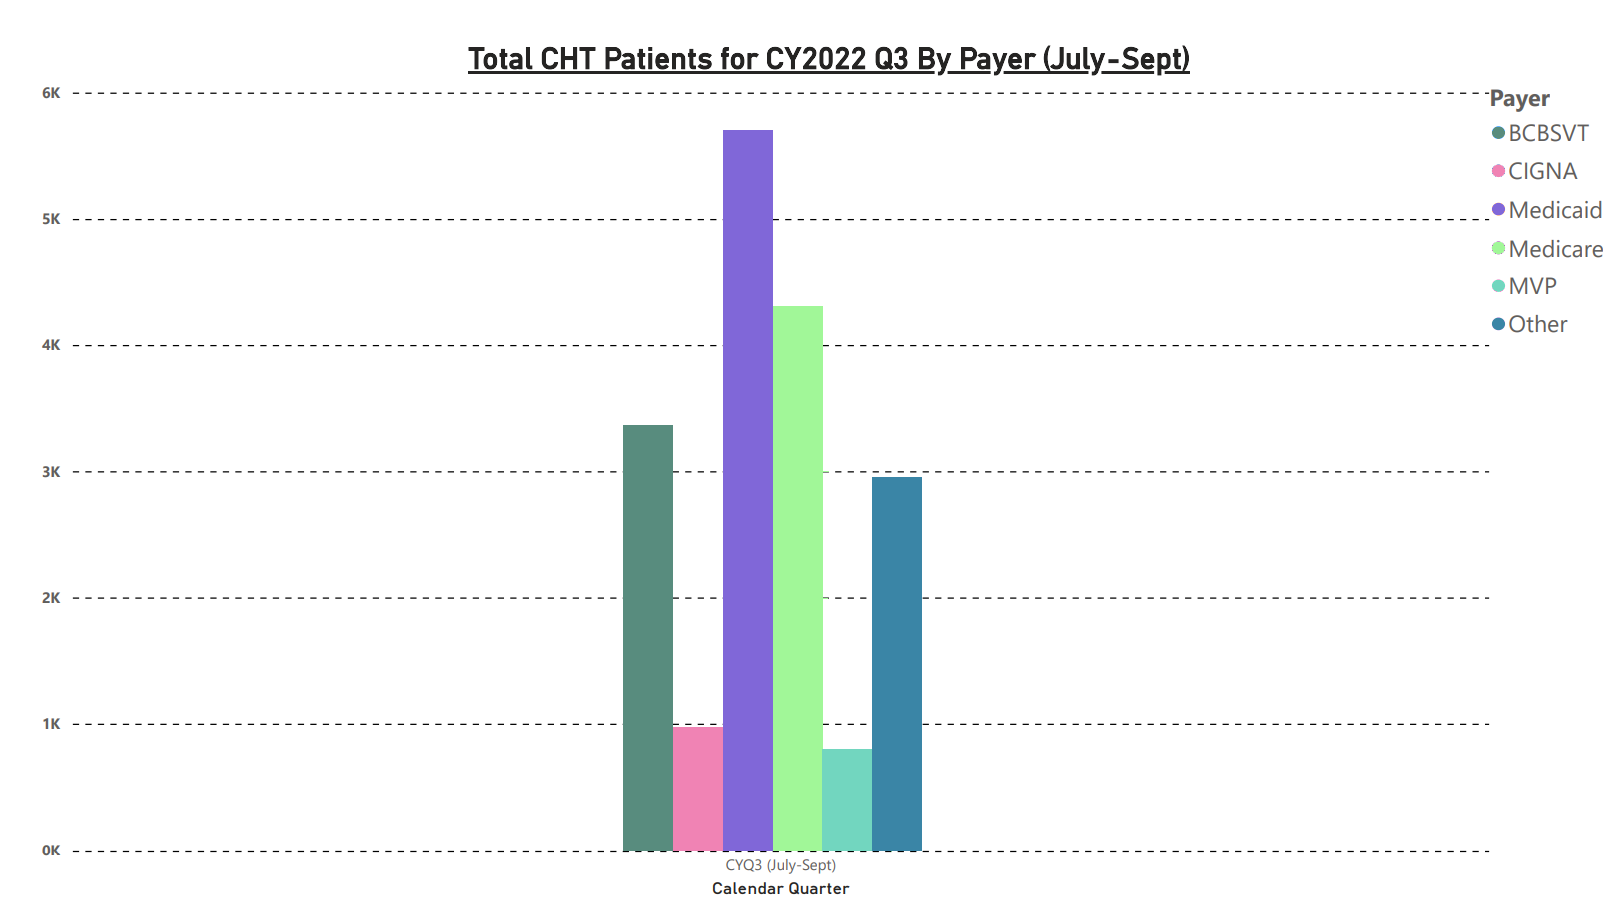 Total CHT Patients for CY2022 Q3 By Payer (July-Sept)
6K
5K
4K
3K
2K
1K
0K
Payer
BCBSVT
CIGNA
Medicaid
Medicare
MVP
Other
CYQ3 (July-Sept)
Calendar Quarter